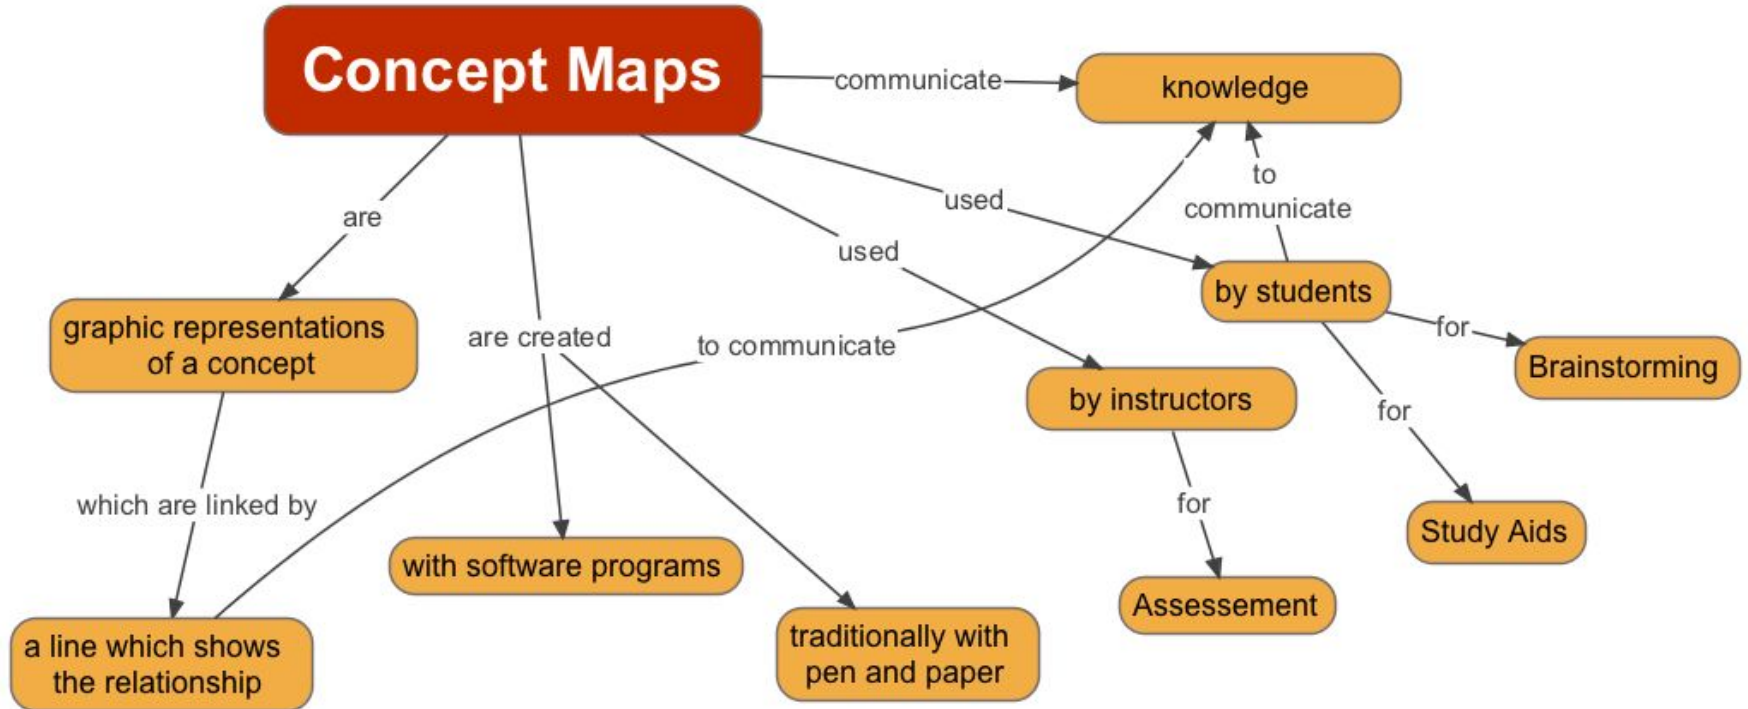 Concept Maps
communicate
knowledge
to
communicate
used
are
used
by students
graphic representations
of a concept
are created
to communicate
for
Brainstorming
by instructors
for
which are linked by
for
Study Aids
with software programs
Assessement
a line which shows
the relationship
traditionally with
pen and paper